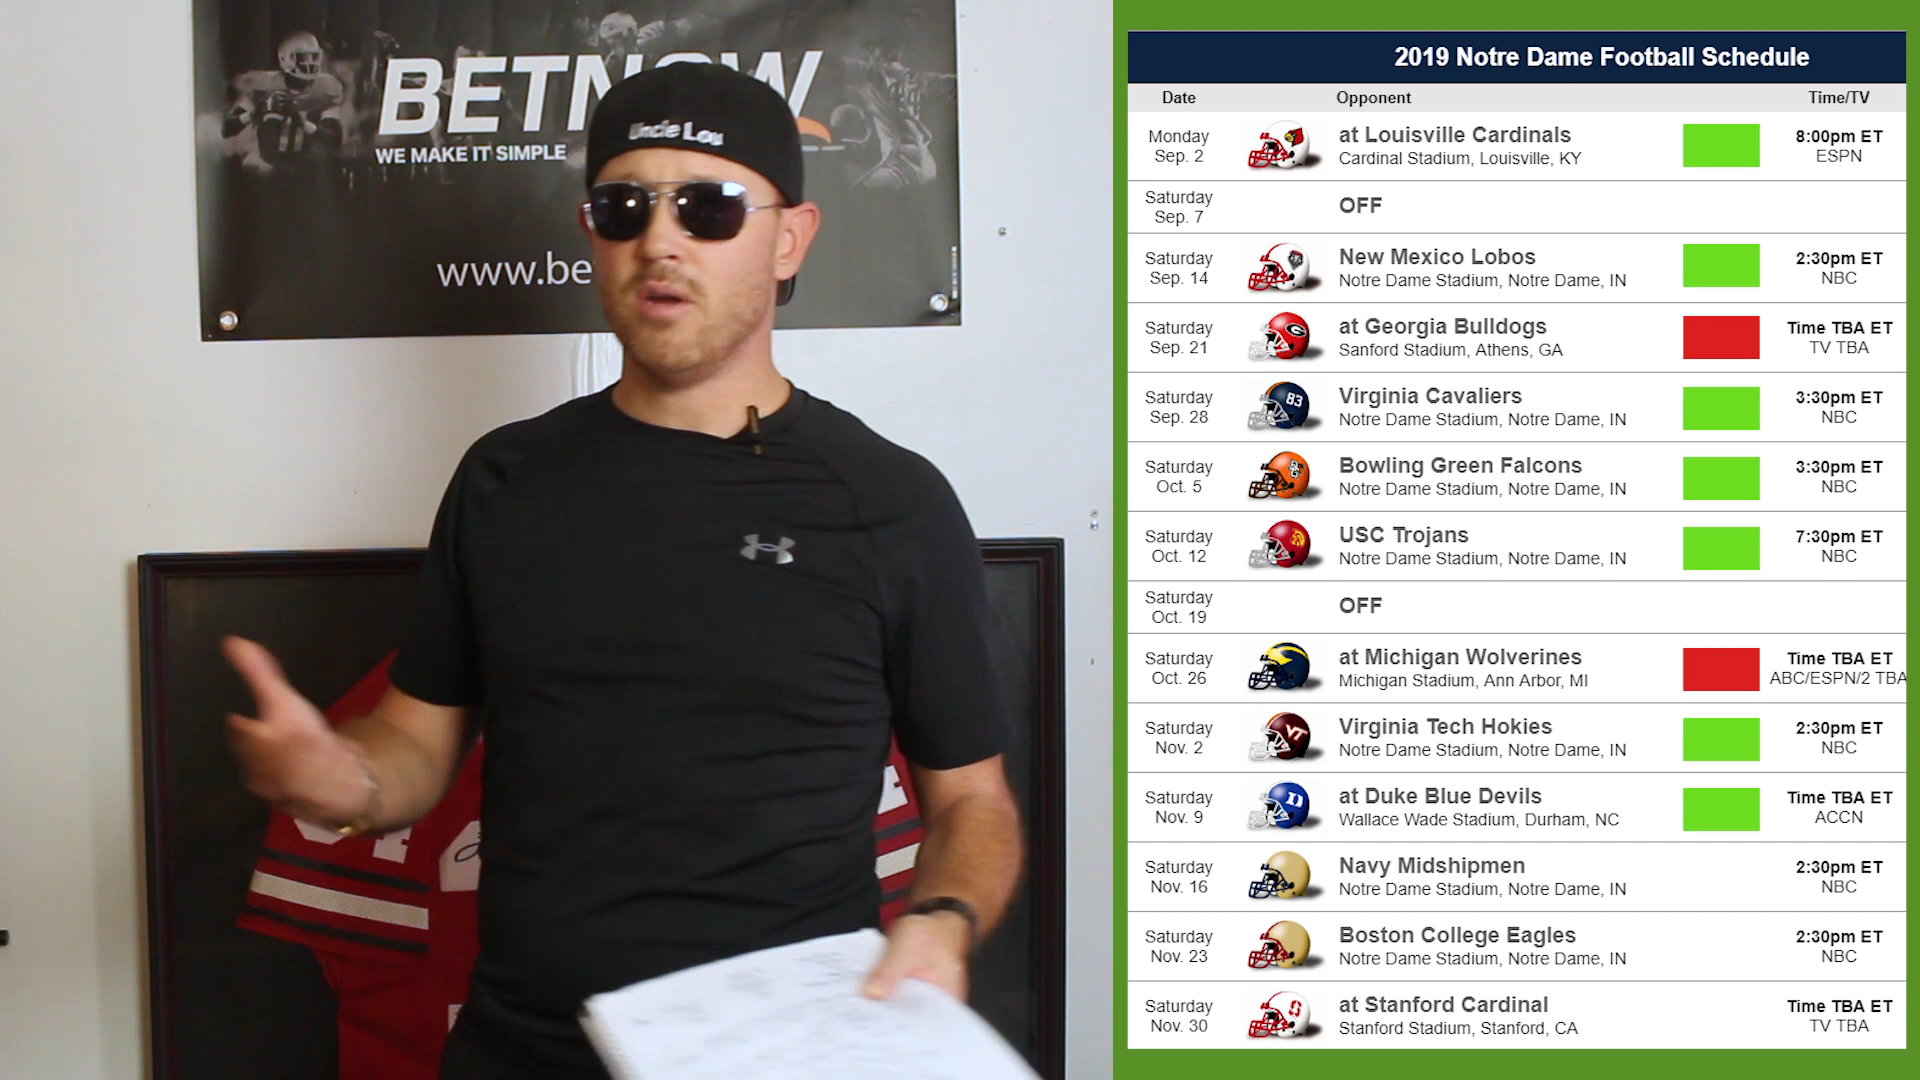 BETNOW
WE MAKE IT SIMPLE
www.be
Uncle Lou
2019 Notre Dame Football Schedule
Date Opponent Time/TV
Monday
Sep. 2
at Louisville Cardinals
Cardinal Stadium, Louisville, KY
8:00pm ET
ESPN
Saturday
Sep. 7
OFF
Saturday
Sep. 14
New Mexico Lobos
Notre Dame Stadium, Notre Dame, IN
2:30pm ET
NBC
Saturday
Sep. 21
G
at Georgia Bulldogs
Sanford Stadium, Athens, GA
Time TBA ET
TV TBA
Saturday
Sep. 28
83
Virginia Cavaliers
Notre Dame Stadium, Notre Dame, IN
3:30pm ET
NBC
Saturday
Oct. 5
Bowling Green Falcons
Notre Dame Stadium, Notre Dame, IN
3:30pm ET
NBC
Saturday
Oct. 12
USC Trojans
Notre Dame Stadium, Notre Dame, IN
7:30pm ET
NBC
Saturday
Oct. 19
OFF
Saturday
Oct. 26
at Michigan Wolverines
Michigan Stadium, Ann Arbor, MI
Time TBA ET
ABC/ESPN/2 TBA
Saturday
Nov. 2
VT
Virginia Tech Hokies
Notre Dame Stadium, Notre Dame, IN
2:30pm ET
NBC
Saturday
Nov. 9
D
at Duke Blue Devils
Wallace Wade Stadium, Durham, NC
Time TBA ET
ACCN
Saturday
Nov. 16
Navy Midshipmen
Notre Dame Stadium, Notre Dame, IN
2:30pm ET
NBC
Saturday
Nov. 23
Boston College Eagles
Notre Dame Stadium, Notre Dame, IN
2:30pm ET
NBC
Saturday
Nov. 30
S
at Stanford Cardinal
Stanford Stadium, Stanford, CA
Time TBA ET
TV TBA